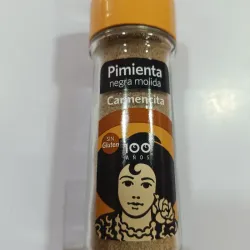 Pimienta
negra molida
Carmencita
SIN
Gluten
100
AÑOS